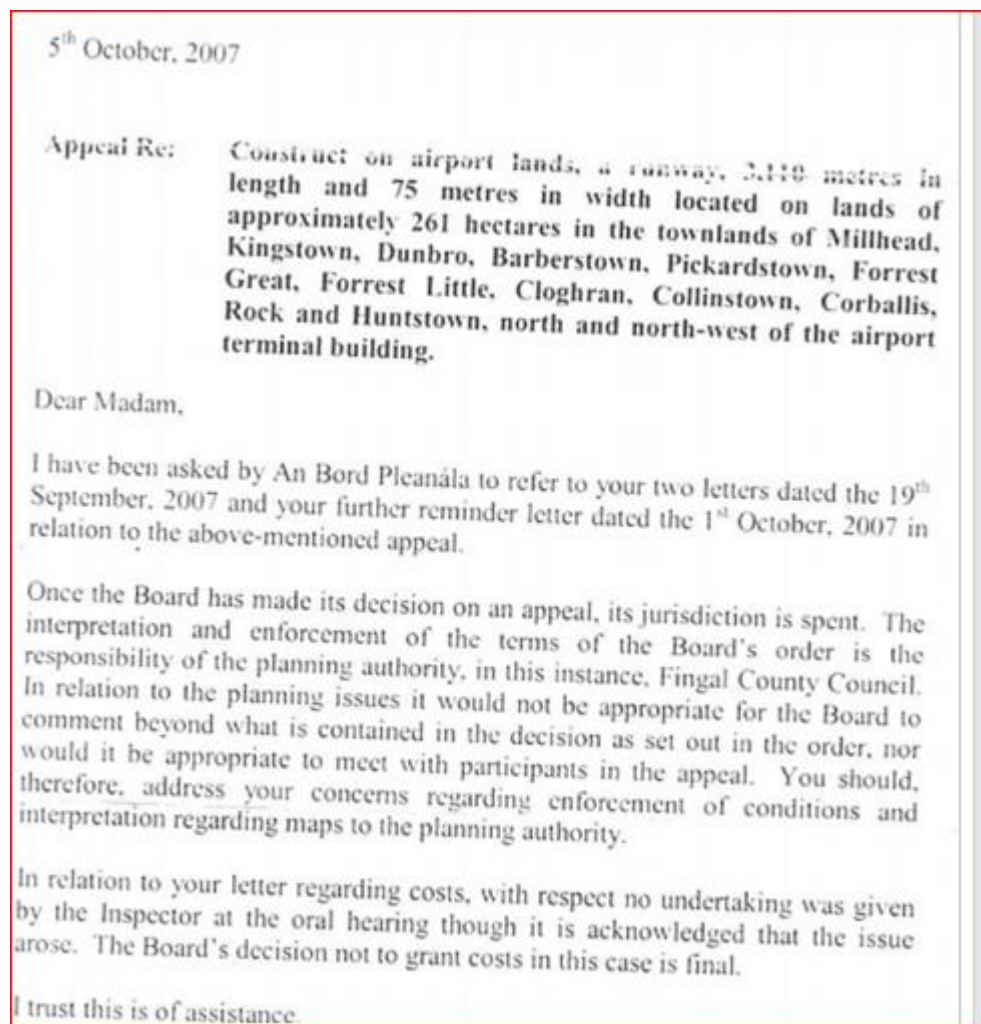 5th October, 2007
Appeal Re: Construct on airport lands, a runway, 3,110 metres in
length and 75 metres in width located on lands of
approximately 261 hectares in the townlands of Millhead,
Kingstown, Dunbro, Barberstown, Pickardstown, Forrest
Great, Forrest Little, Cloghran, Collinstown, Corballis,
Rock and Huntstown, north and north-west of the airport
terminal building.
Dear Madam,
I have been asked by An Bord Pleanála to refer to your two letters dated the 19th
September, 2007 and your further reminder letter dated the 1st October, 2007 in
relation to the above-mentioned appeal.
Once the Board has made its decision on an appeal, its jurisdiction is spent. The
interpretation and enforcement of the terms of the Board's order is the
responsibility of the planning authority, in this instance, Fingal County Council.
In relation to the planning issues it would not be appropriate for the Board to
comment beyond what is contained in the decision as set out in the order, nor
would it be appropriate to meet with participants in the appeal. You should,
therefore, address your concerns regarding enforcement of conditions and
interpretation regarding maps to the planning authority.
In relation to your letter regarding costs, with respect no undertaking was given
by the Inspector at the oral hearing though it is acknowledged that the issue
arose. The Board's decision not to grant costs in this case is final.
I trust this is of assistance.